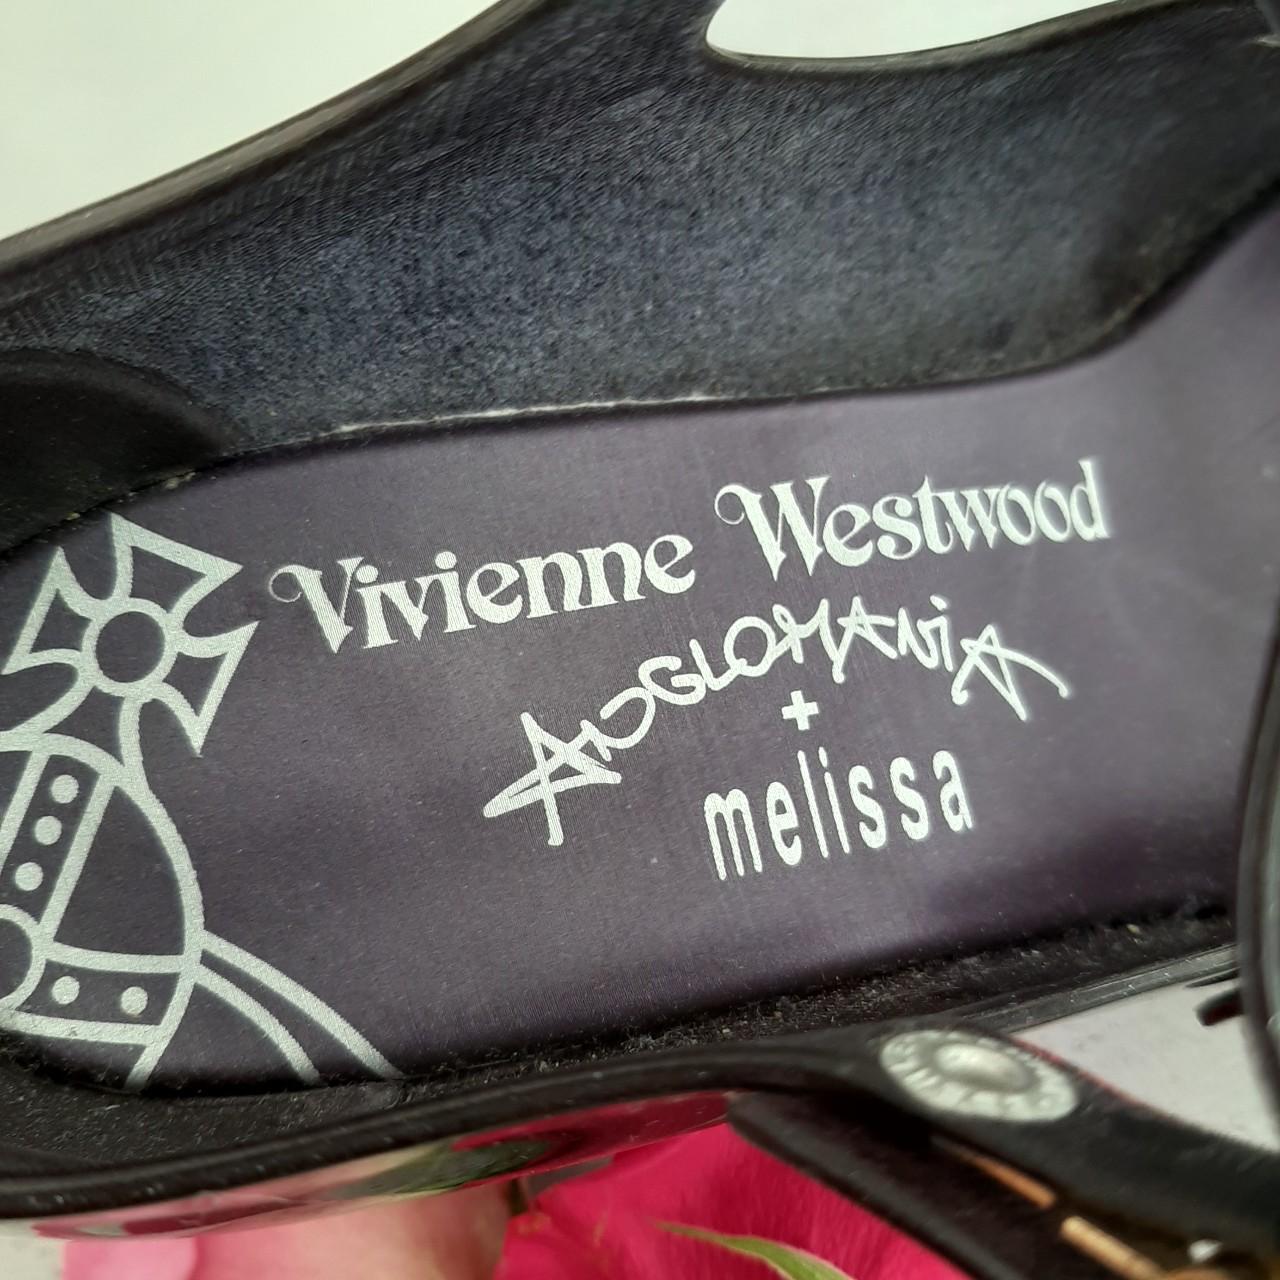 Vivienne Westwood
ANGLOMANIA
+
melissa